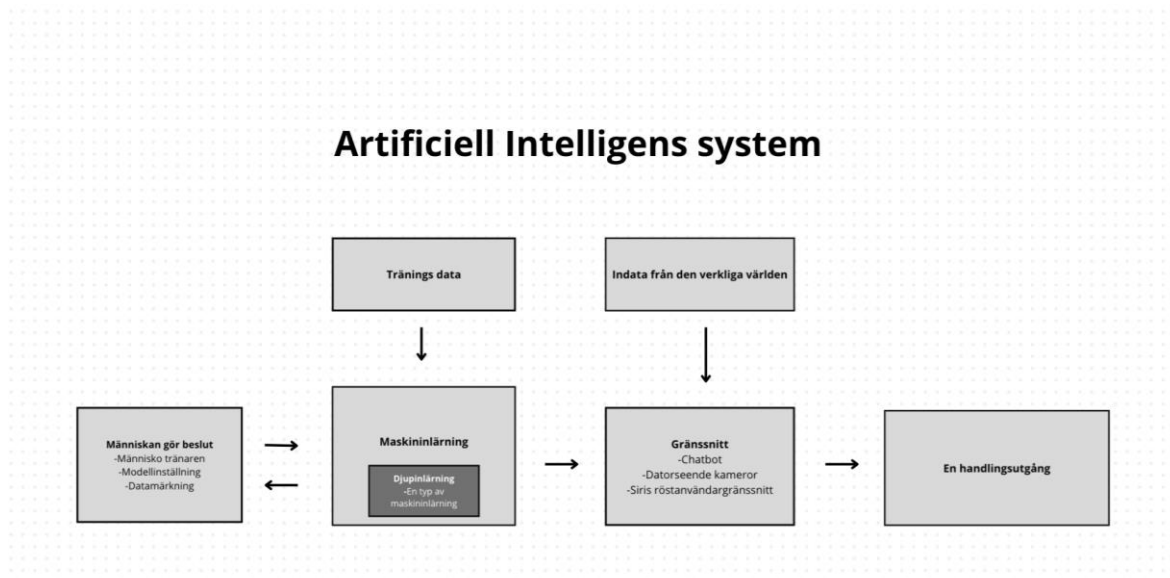 Artificiell Intelligens system
Tränings data
Indata från den verkliga världen
Människan gör beslut
-Människo tränaren
-Modellinställning
-Datamärkning
Maskininlärning
Djupinlärning
-En typ av
maskininlärning
Gränssnitt
-Chatbot
-Datorseende kameror
-Siris röstanvändargränssnitt
En handlingsutgång